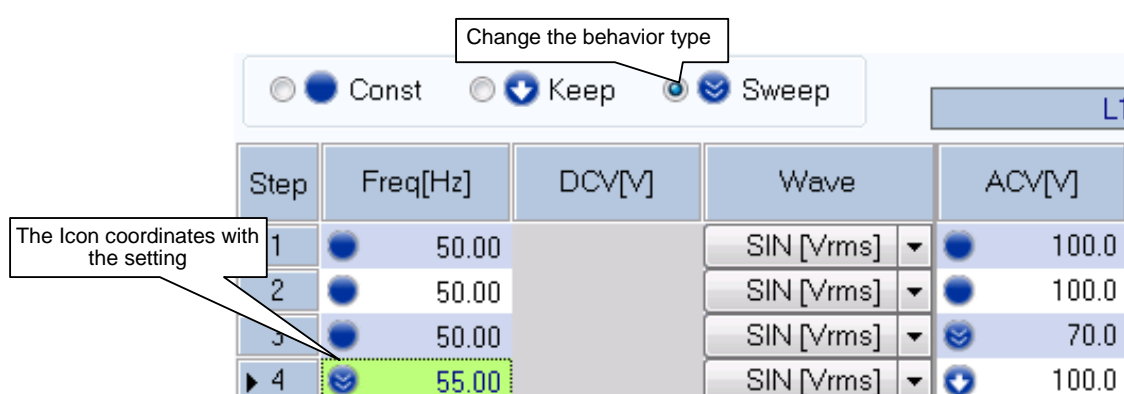 Change the behavior type
Const Keep Sweep
L1
Step Freq[Hz] DCV[V] Wave ACV[V]
The Icon coordinates with
the setting
1 50.00 SIN [Vrms] 100.0
2 50.00 SIN [Vrms] 100.0
3 50.00 SIN [Vrms] 70.0
4 55.00 SIN [Vrms] 100.0